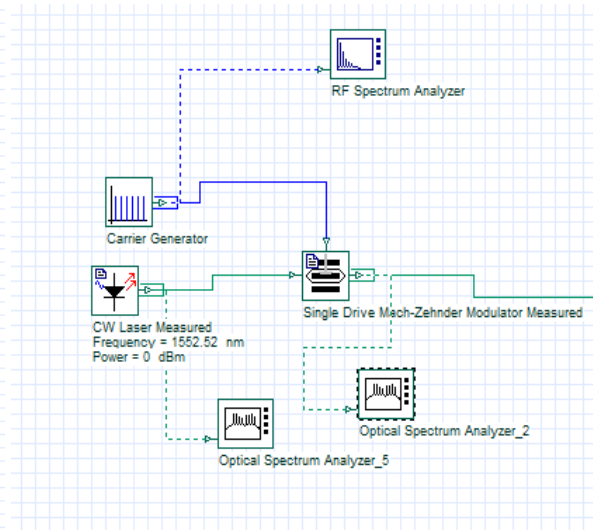 RF Spectrum Analyzer
Carrier Generator
Single Drive Mach-Zehnder Modulator Measured
CW Laser Measured
Frequency = 1552.52 nm
Power = 0 dBm
Optical Spectrum Analyzer_2
Optical Spectrum Analyzer_5